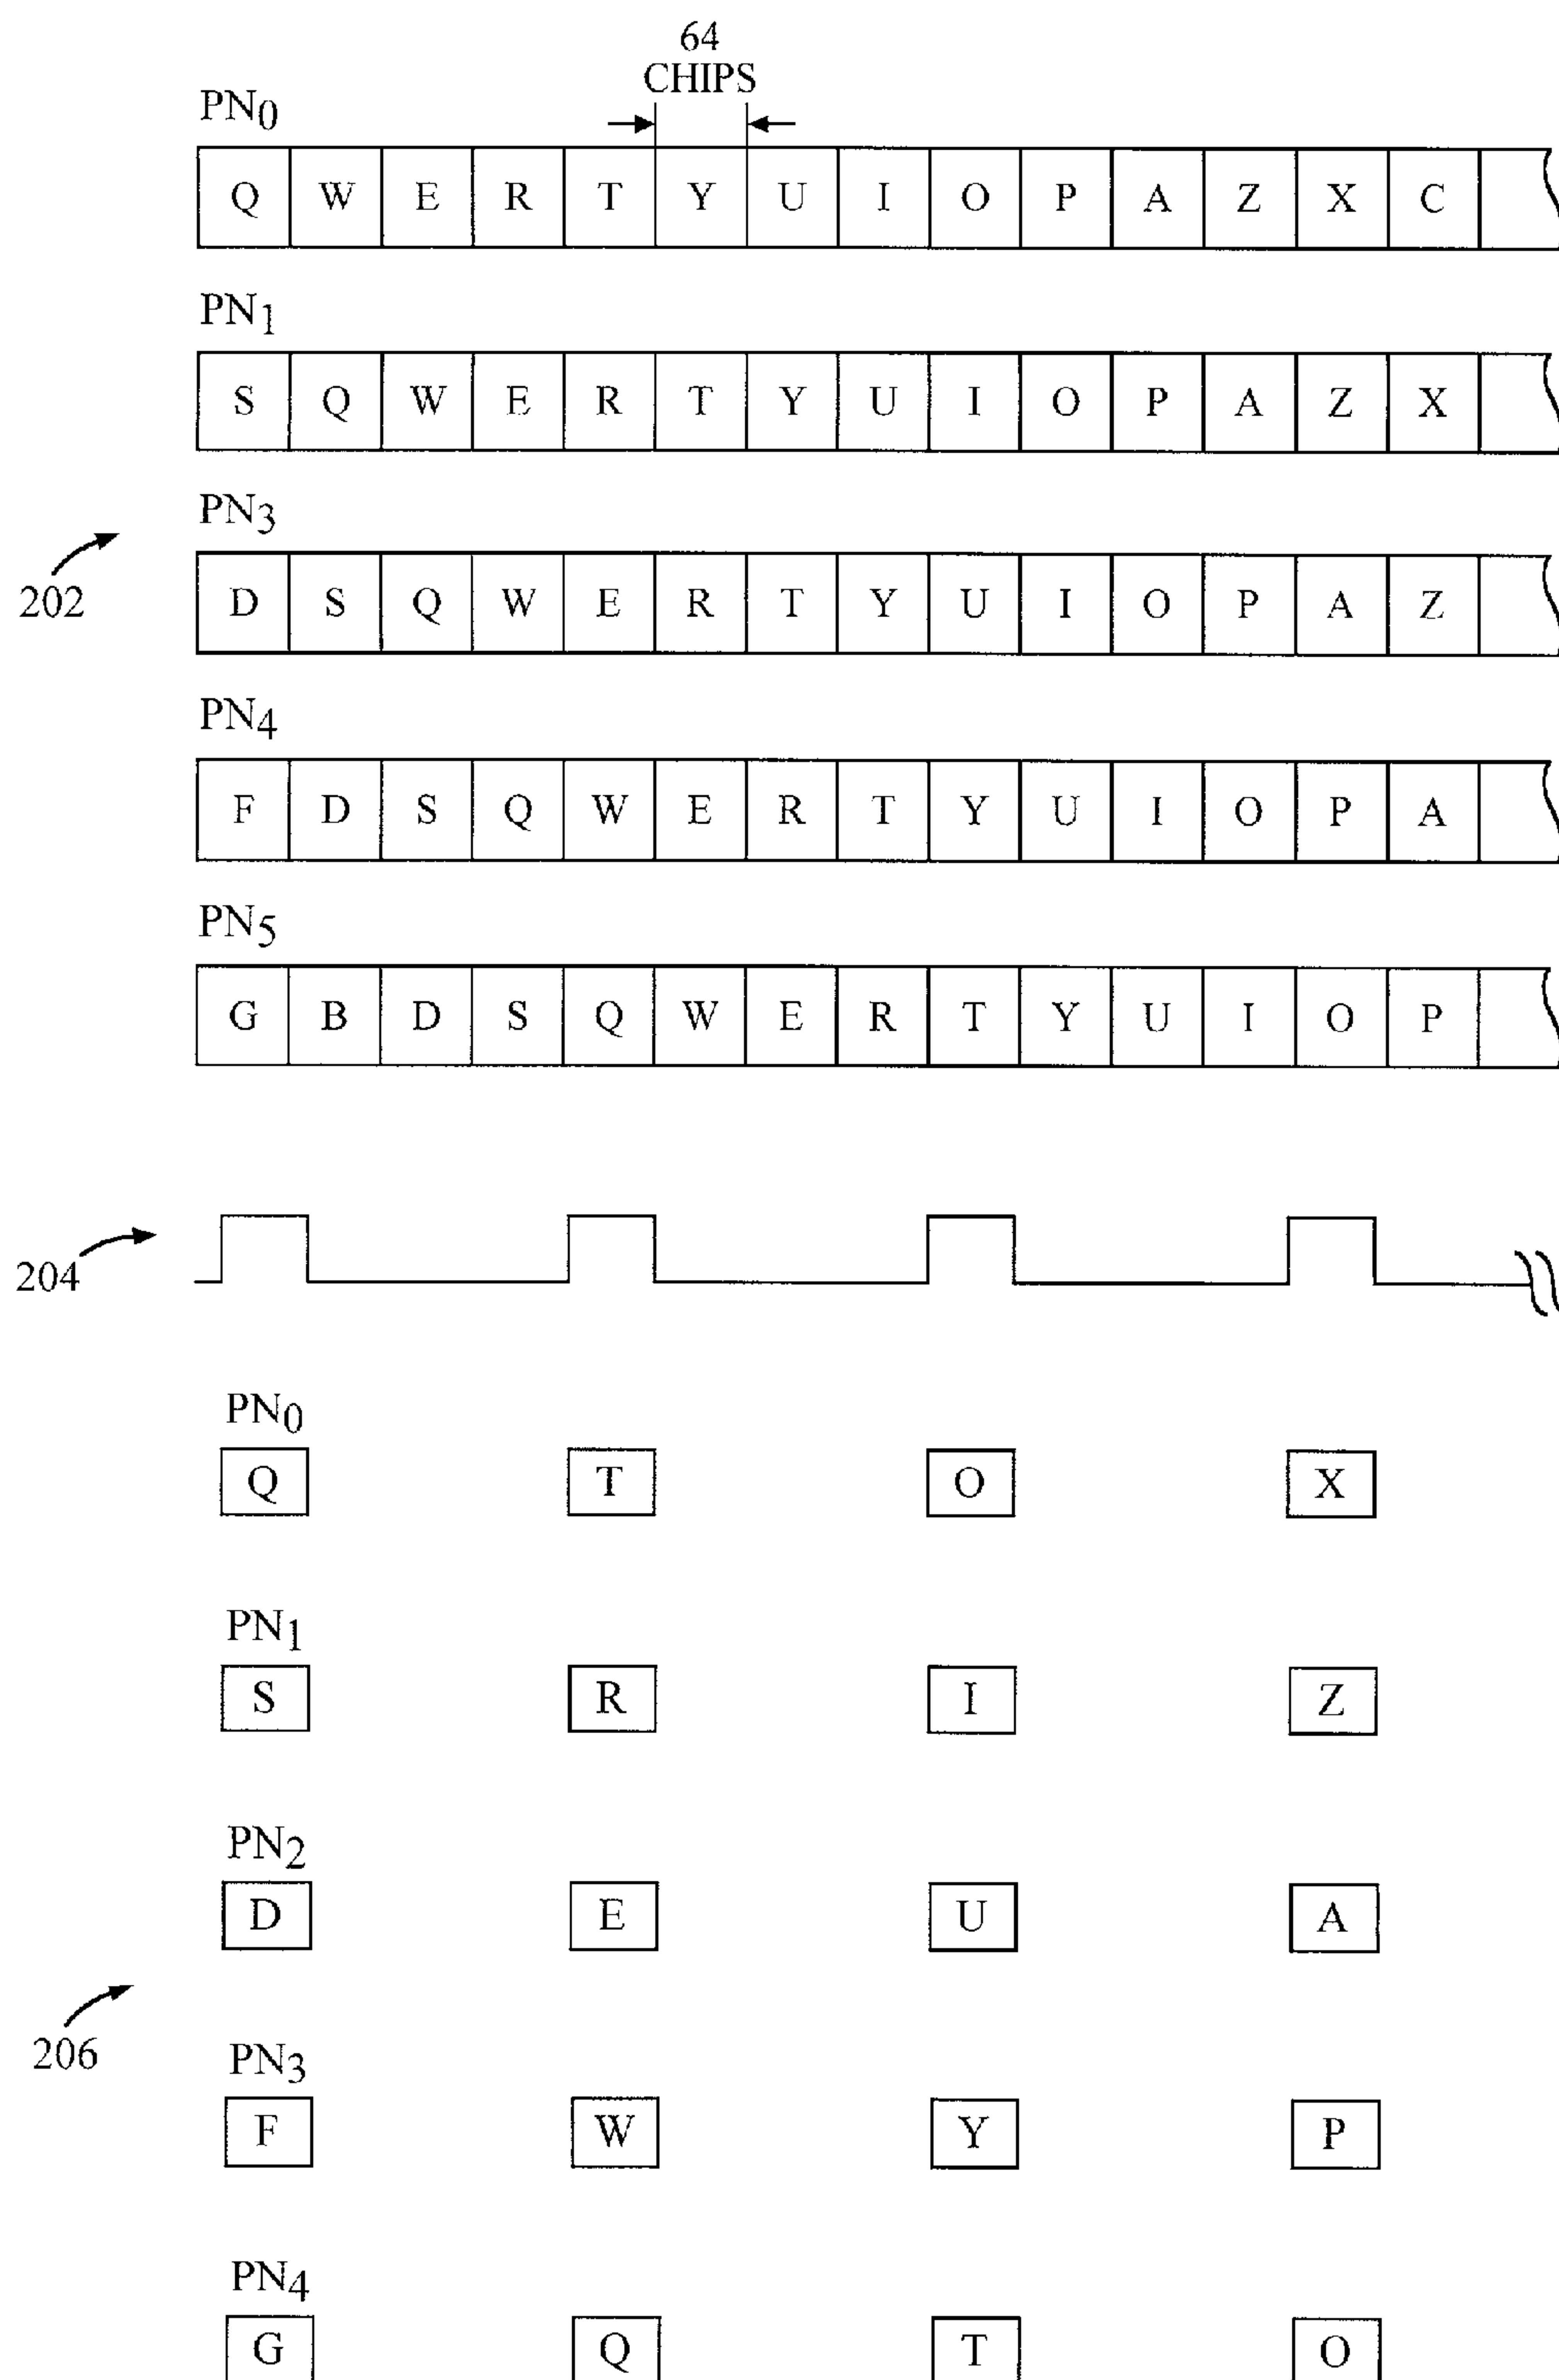 64
CHIPS
PN0
Q W E R T Y U I O P A Z X C
PN1
S Q W E R T Y U I O P A Z X
PN3
202
D S Q W E R T Y U I O P A Z
PN4
F D S Q W E R T Y U I O P A
PN5
G B D S Q W E R T Y U I O P
204
PN0
Q T O X
PN1
S R I Z
PN2
D E U A
206
PN3
F W Y P
PN4
G Q T O